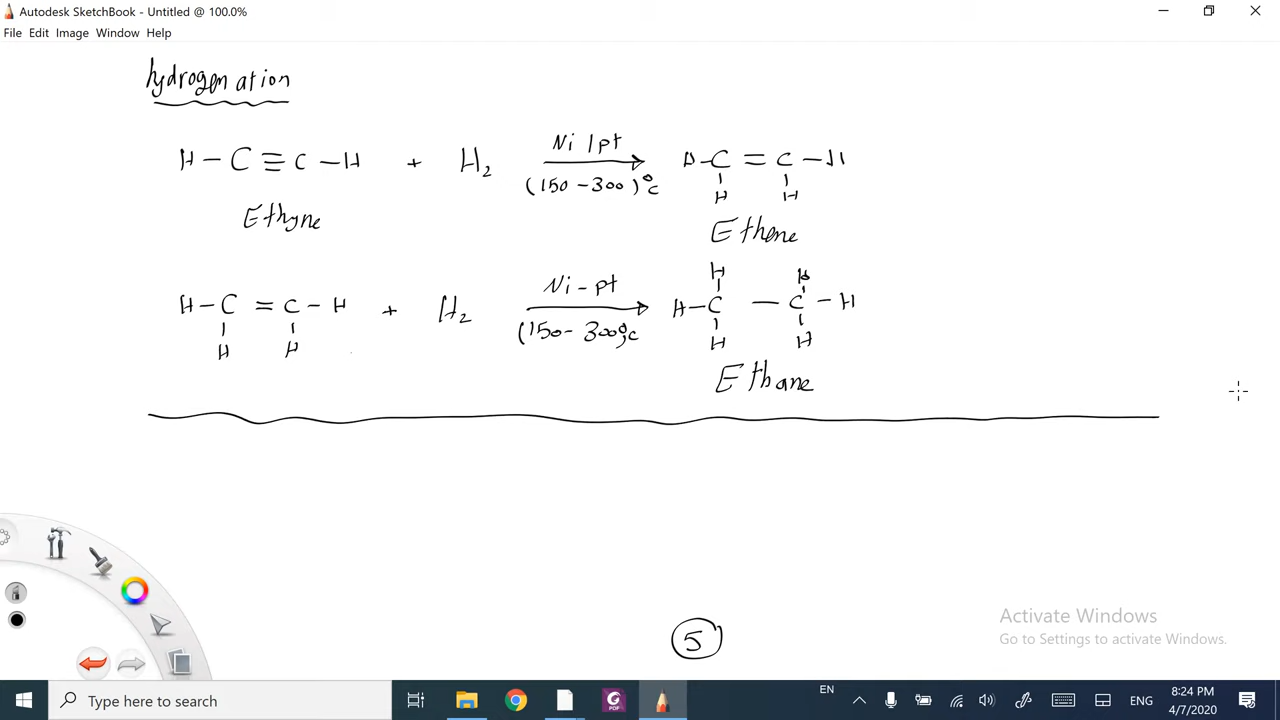 Autodesk SketchBook - Untitled @ 100.0%
File Edit Image Window Help
hydrogenation
H-C≡C-H + H2 Ni/pt (150-300)°C H-C=C-H
H H
Ethyne
Ethene
H H
H-C=C-H + H2 Ni-pt (150-300°C H-C-C-H
H H H H
Ethane
5
Activate Windows
Go to Settings to activate Windows.
Type here to search
PDF
EN
ENG
8:24 PM
4/7/2020